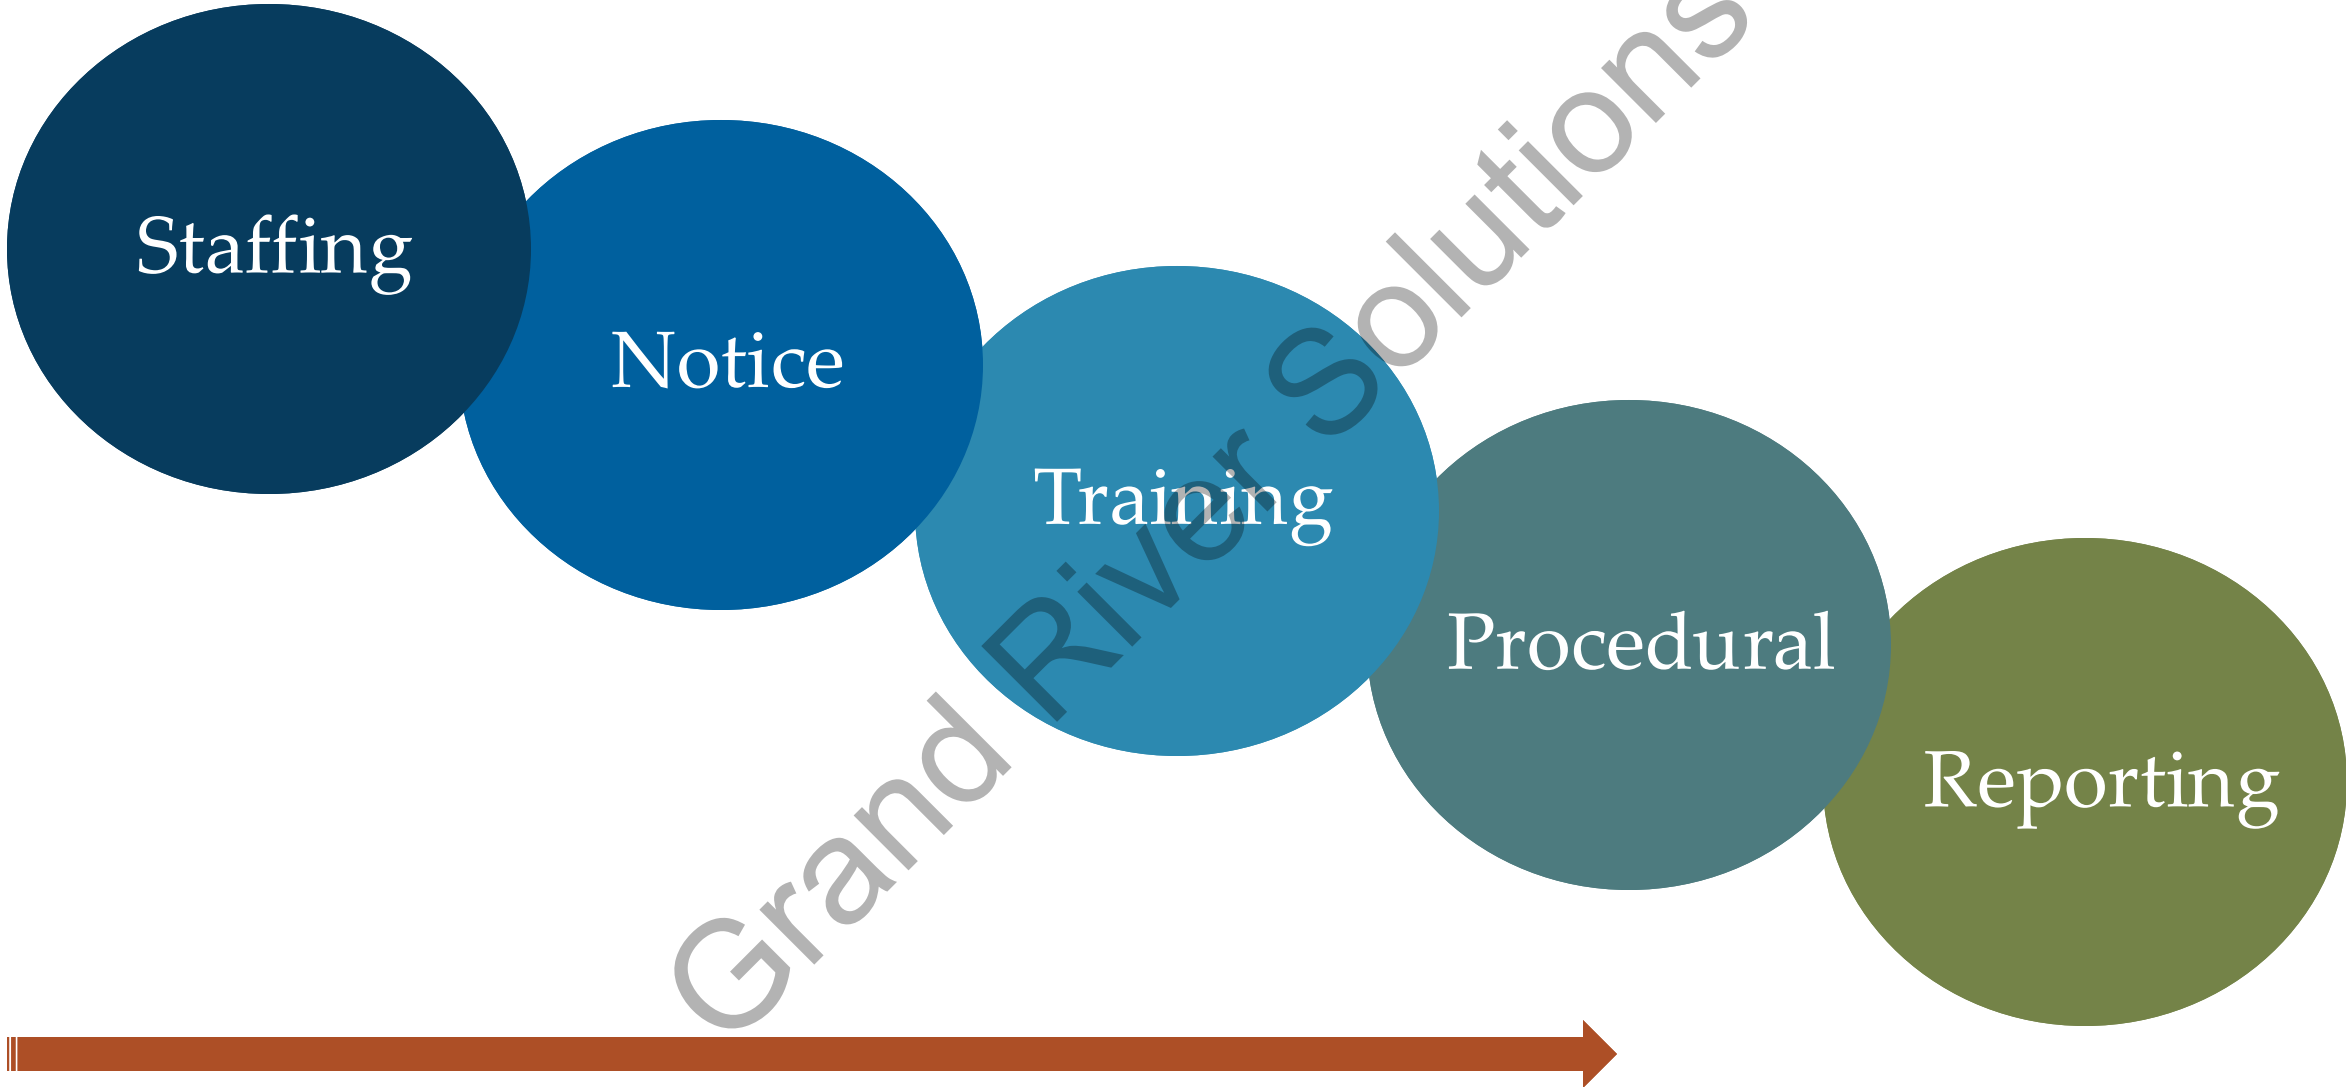 Staffing
Notice
Training
Procedural
Reporting
Grand River Solutions